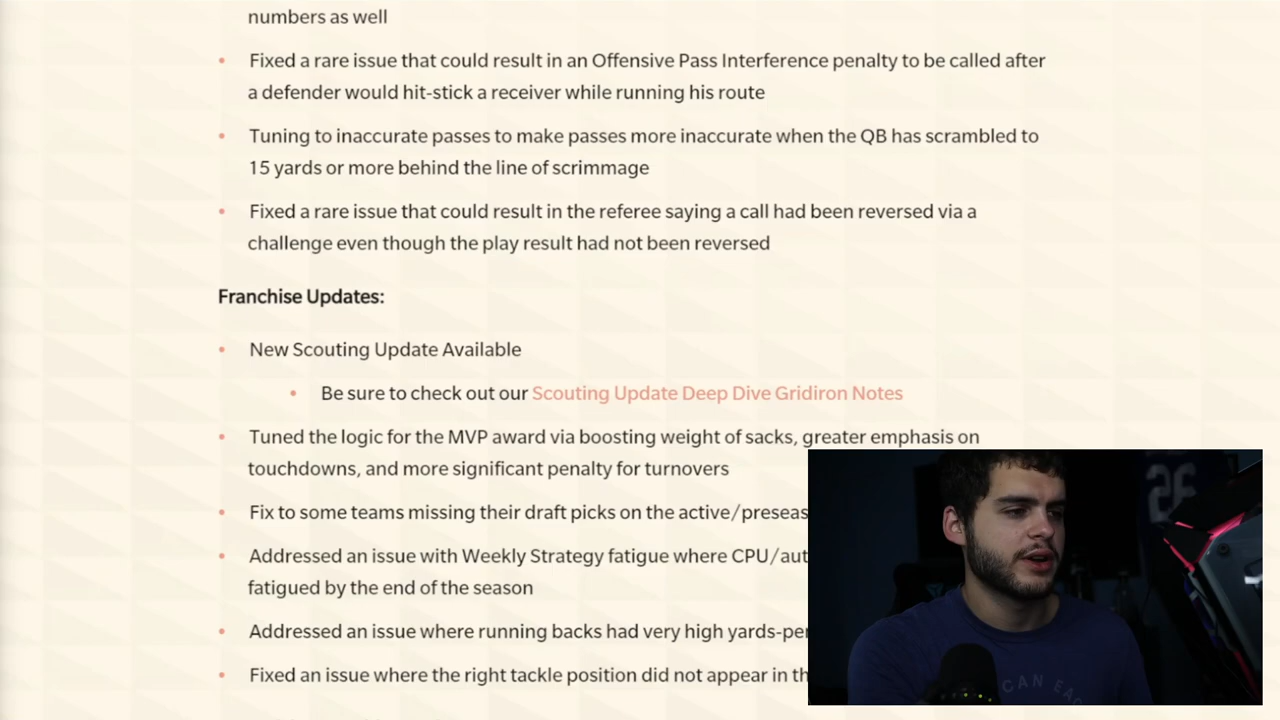 numbers as well
• Fixed a rare issue that could result in an Offensive Pass Interference penalty to be called after
a defender would hit-stick a receiver while running his route
• Tuning to inaccurate passes to make passes more inaccurate when the QB has scrambled to
15 yards or more behind the line of scrimmage
• Fixed a rare issue that could result in the referee saying a call had been reversed via a
challenge even though the play result had not been reversed
Franchise Updates:
• New Scouting Update Available
• Be sure to check out our Scouting Update Deep Dive Gridiron Notes
• Tuned the logic for the MVP award via boosting weight of sacks, greater emphasis on
touchdowns, and more significant penalty for turnovers
• Fix to some teams missing their draft picks on the active/preseas
• Addressed an issue with Weekly Strategy fatigue where CPU/aut
fatigued by the end of the season
• Addressed an issue where running backs had very high yards-per
• Fixed an issue where the right tackle position did not appear in th
26
CAN EA